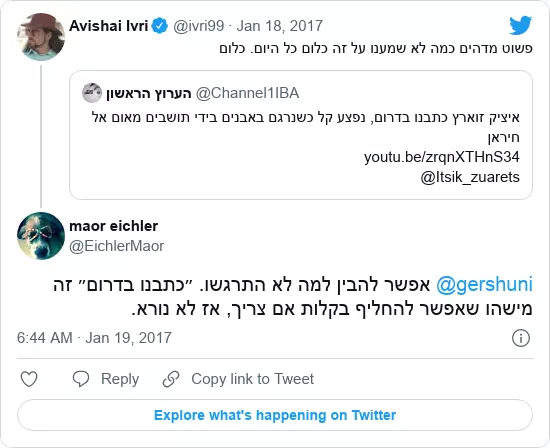 Avishai Ivri @ivri99 · Jan 18, 2017
פשוט מדהים כמה לא שמענו על זה כלום כל היום. כלום
הערוץ הראשון @Channel1IBA
איציק זוארץ כתבנו בדרום, נפצע קל כשנרגם באבנים בידי תושבים מאום אל
חיראן
youtu.be/zrqnXTHnS34
@Itsik_zuarets
maor eichler
@EichlerMaor
@gershuni אפשר להבין למה לא התרגשו. ״כתבנו בדרום״ זה
מישהו שאפשר להחליף בקלות אם צריך, אז לא נורא.
6:44 AM · Jan 19, 2017
Reply Copy link to Tweet
Explore what's happening on Twitter